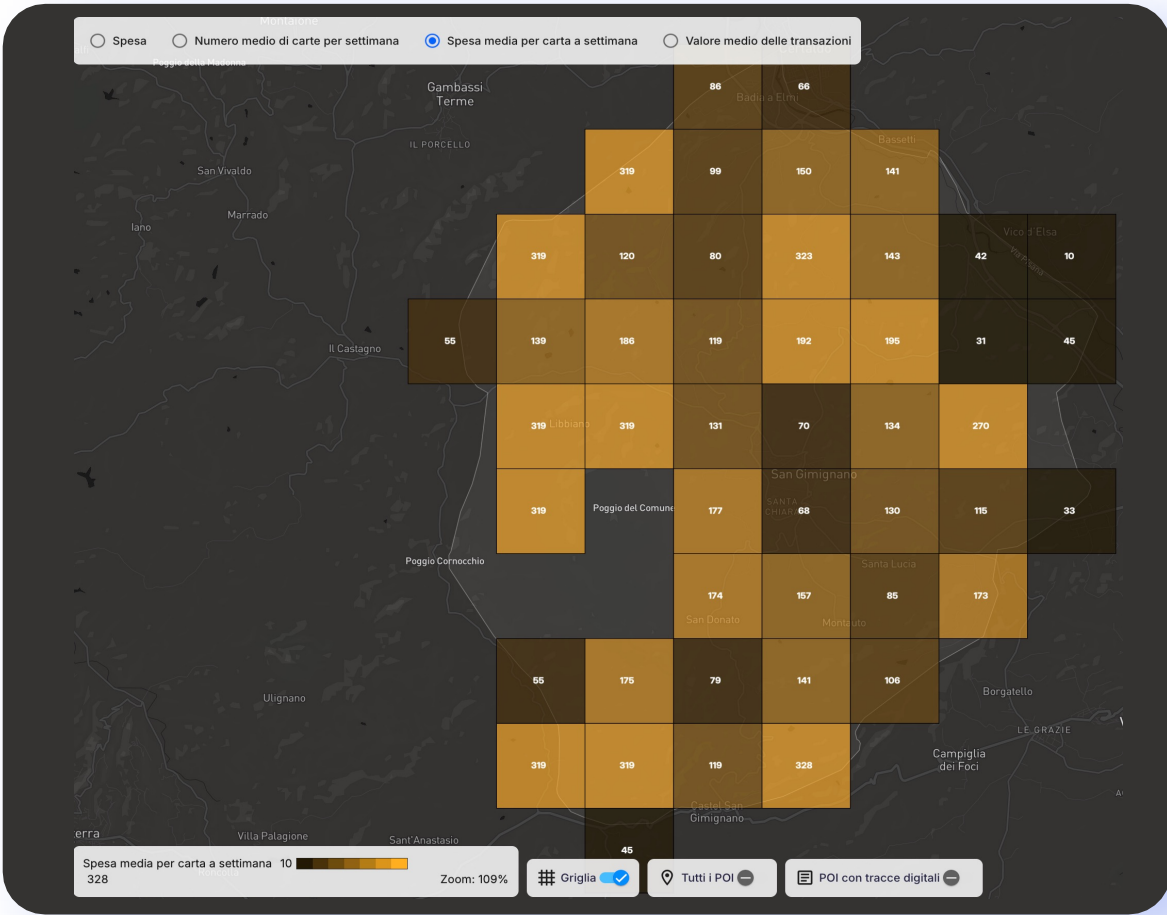 Montaione
Spesa Numero medio di carte per settimana Spesa media per carta a settimana Valore medio delle transazioni
Poggio della Madonna
Gambassi
Terme
86 66
Badia a Elmi
IL PORCELLO
Bassetti
San Vivaldo
319 99 150 141
Marrado
Iano
Vico d'Elsa
319 120 80 323 143 42 10
Via Pisana
Il Castagno
55 139 186 119 192 195 31 45
Libbiano
319 319 131 70 134 270
San Gimignano
SANTA
CHIARA
Poggio del Comune
319 177 68 130 115 33
Poggio Cornocchio
Santa Lucia
174 157 85 173
San Donato Montauto
55 175 79 141 106
Ulignano
Borgatello
LE GRAZIE
Campiglia
dei Foci
319 319 119 328
Castel San
Gimignano
erra
Villa Palagione
Sant'Anastasio
45
Spesa media per carta a settimana 10
328
Zoom: 109%
Roncolla
Griglia
Tutti i POI
POI con tracce digitali